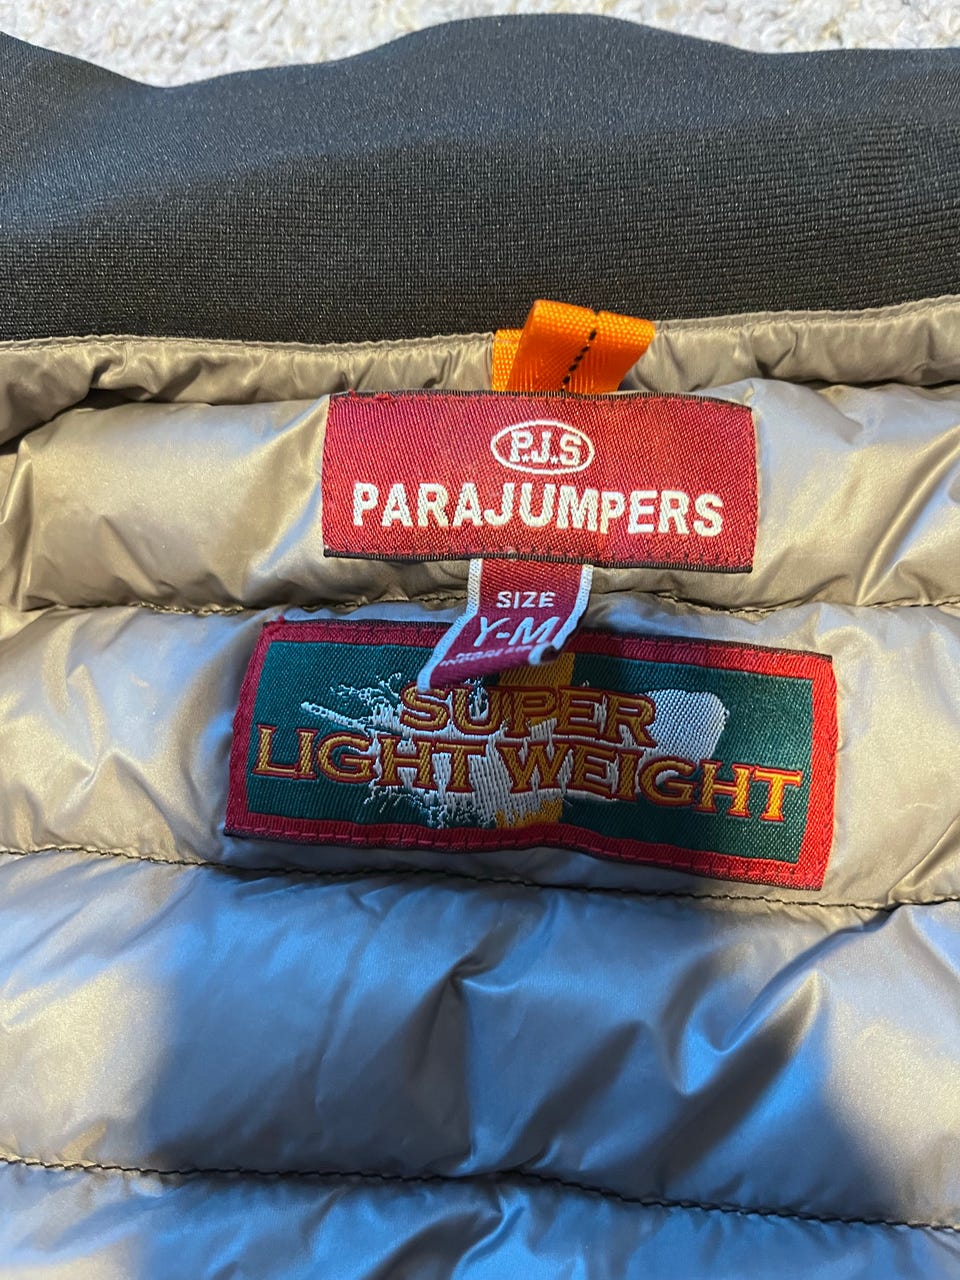 P.J.S
PARAJUMPERS
SIZE
Y-M
SUPER
LIGHT WEIGHT